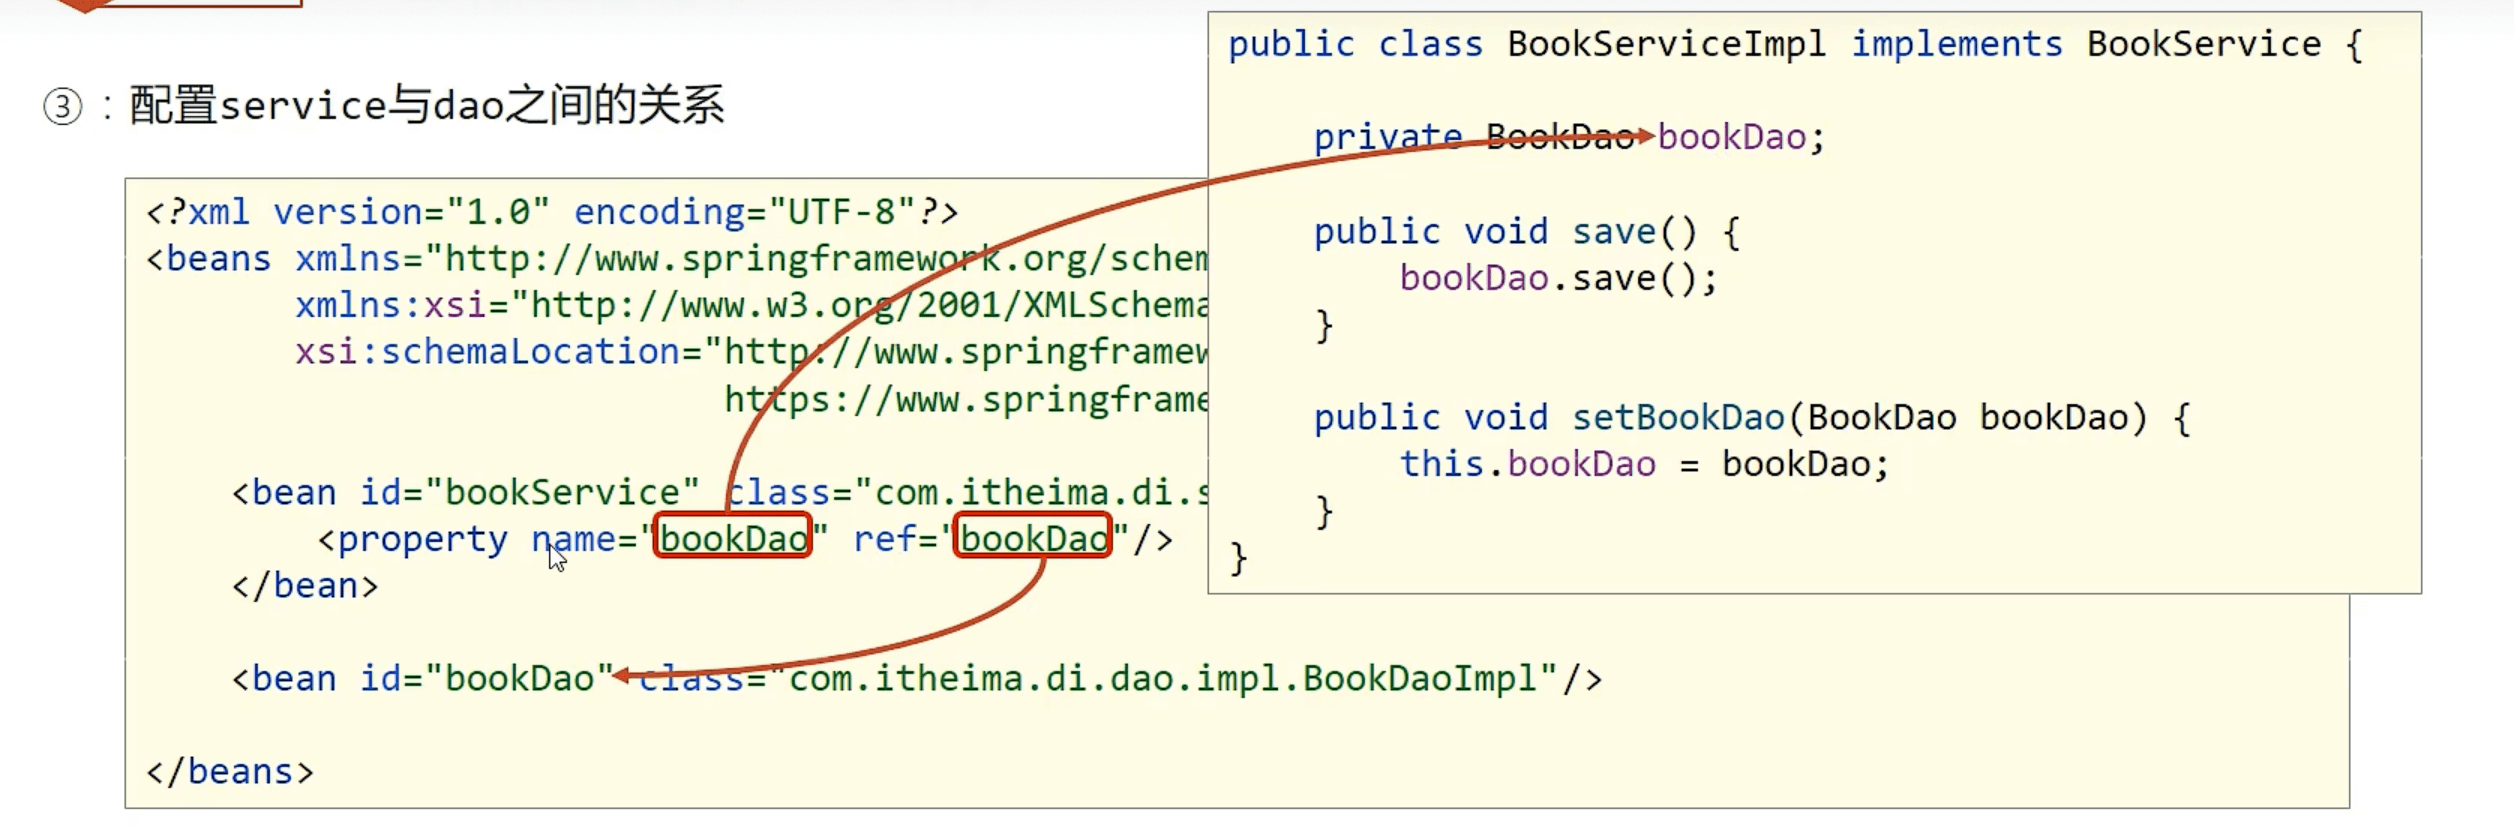 ③：配置service与dao之间的关系
<?xml version="1.0" encoding="UTF-8"?>
<beans xmlns="http://www.springframework.org/schem
xmlns:xsi="http://www.w3.org/2001/XMLSchema
xsi:schemaLocation="http://www.springframew
https://www.springframe
<bean id="bookService" class="com.itheima.di.s
<property name="bookDao" ref="bookDao"/>
</bean>
<bean id="bookDao" class="com.itheima.di.dao.impl.BookDaoImpl"/>
</beans>
public class BookServiceImpl implements BookService {
private BookDao bookDao;
public void save() {
bookDao.save();
}
public void setBookDao(BookDao bookDao) {
this.bookDao = bookDao;
}
}